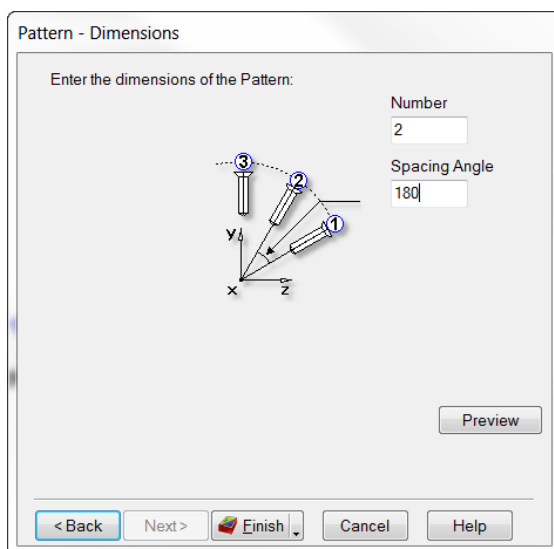 Pattern - Dimensions
Enter the dimensions of the Pattern:
Number
2
Spacing Angle
180
3
2
1
y
x z
Preview
< Back Next > Finish Cancel Help